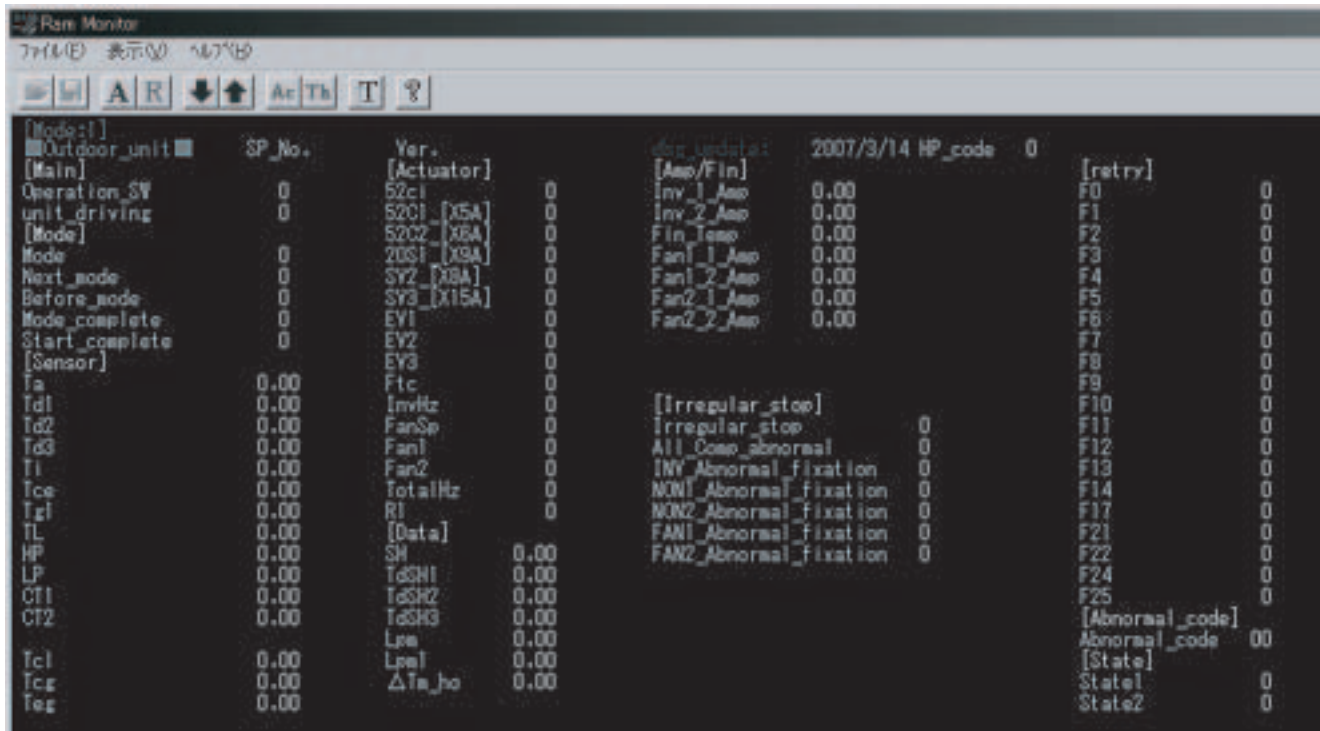 Ram Monitor
ファイル(F) 表示(V) ヘルプ(H)
A R Ac Th T ?
[Mode:1]
■Outdoor_unit■ SP_No. Ver. 2007/3/14 HP_code 0
[Main] [Actuator] [Amp/Fin] [retry]
Operation_SW 0 52ci 0 Inv_1_Amp 0.00 F0 0
unit_driving 0 52C1_[X5A] 0 Inv_2_Amp 0.00 F1 0
[Mode] 52C2_[X6A] 0 Fin_Temp 0.00 F2 0
Mode 0 20S1_[X9A] 0 Fan1_1_Amp 0.00 F3 0
Next_mode 0 SV2_[X8A] 0 Fan1_2_Amp 0.00 F4 0
Before_mode 0 SV3_[X15A] 0 Fan2_1_Amp 0.00 F5 0
Mode_complete 0 EV1 0 Fan2_2_Amp 0.00 F6 0
Start_complete 0 EV2 0 F7 0
[Sensor] EV3 0 F8 0
Ta 0.00 Ftc 0 F9 0
Td1 0.00 InvHz 0 [Irregular_stop] F10 0
Td2 0.00 FanSp 0 Irregular_stop 0 F11 0
Td3 0.00 Fan1 0 All_Comp_abnormal 0 F12 0
Ti 0.00 Fan2 0 INV_Abnormal_fixation 0 F13 0
Tce 0.00 TotalHz 0 NON1_Abnormal_fixation 0 F14 0
Tg1 0.00 R1 0 NON2_Abnormal_fixation 0 F17 0
TL 0.00 [Data] FAN1_Abnormal_fixation 0 F21 0
HP 0.00 SH 0.00 FAN2_Abnormal_fixation 0 F22 0
LP 0.00 TdSH1 0.00 F24 0
CT1 0.00 TdSH2 0.00 F25 0
CT2 0.00 TdSH3 0.00 [Abnormal_code]
Lpm 0.00 Abnormal_code 00
Tcl 0.00 Lpm1 0.00 [State]
Tcg 0.00 △Tm_ho 0.00 State1 0
Teg 0.00 State2 0